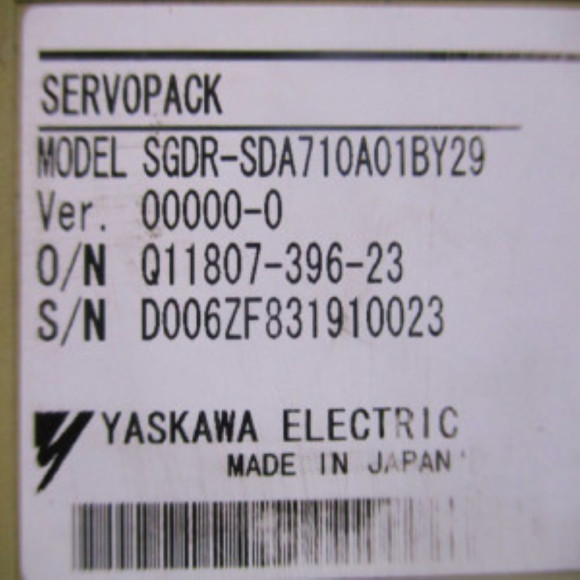 SERVOPACK
MODEL SGDR-SDA710A01BY29
Ver. 00000-0
O/N Q11807-396-23
S/N D006ZF831910023
YASKAWA ELECTRIC
MADE IN JAPAN